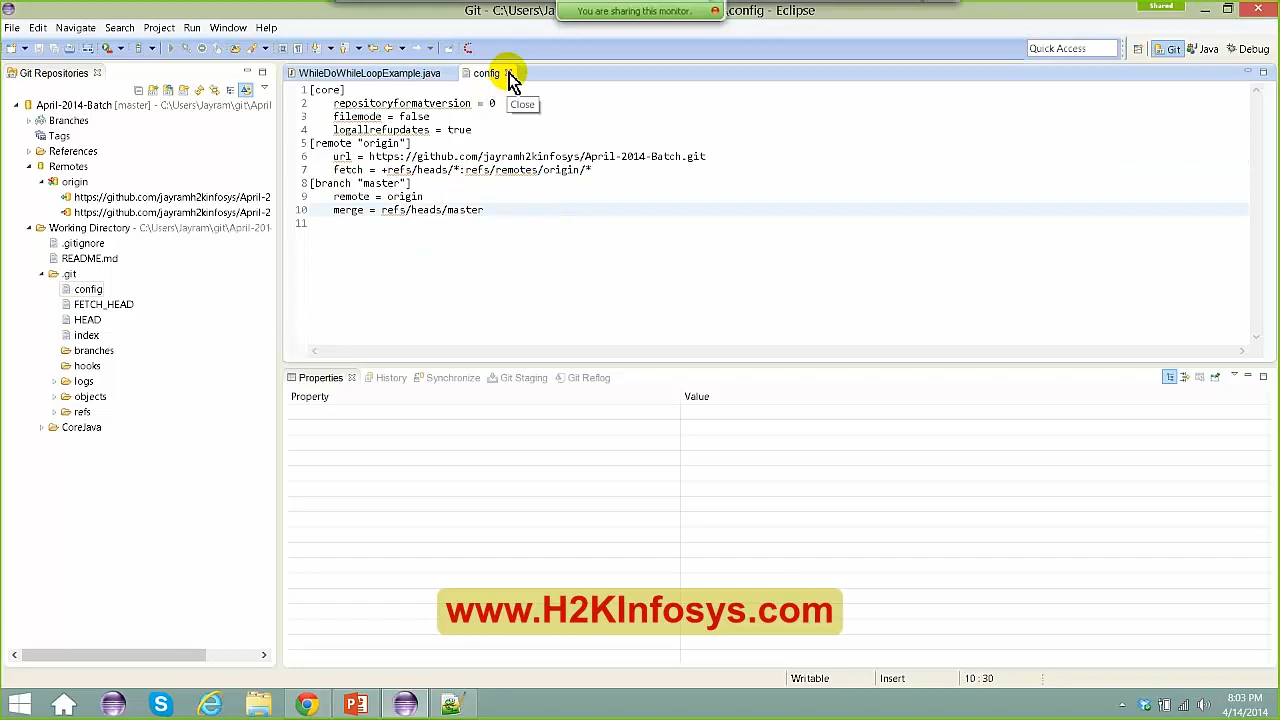 Git - C:\Users\Ja
You are sharing this monitor.
.config - Eclipse
Shared
File Edit Navigate Search Project Run Window Help
Quick Access
Git
Java
Debug
Git Repositories
WhileDoWhileLoopExample.java
config
Close
April-2014-Batch [master] - C:\Users\Jayram\git\April
Branches
Tags
References
Remotes
origin
https://github.com/jayramh2kinfosys/April-2
https://github.com/jayramh2kinfosys/April-2
Working Directory - C:\Users\Jayram\git\April-201
.gitignore
README.md
.git
config
FETCH_HEAD
HEAD
index
branches
hooks
logs
objects
refs
CoreJava
1 [core]
2 repositoryformatversion = 0
3 filemode = false
4 logallrefupdates = true
5 [remote "origin"]
6 url = https://github.com/jayramh2kinfosys/April-2014-Batch.git
7 fetch = +refs/heads/*:refs/remotes/origin/*
8 [branch "master"]
9 remote = origin
10 merge = refs/heads/master
11
Properties
History
Synchronize
Git Staging
Git Reflog
Property Value
www.H2KInfosys.com
Writable Insert 10 : 30
8:03 PM
4/14/2014